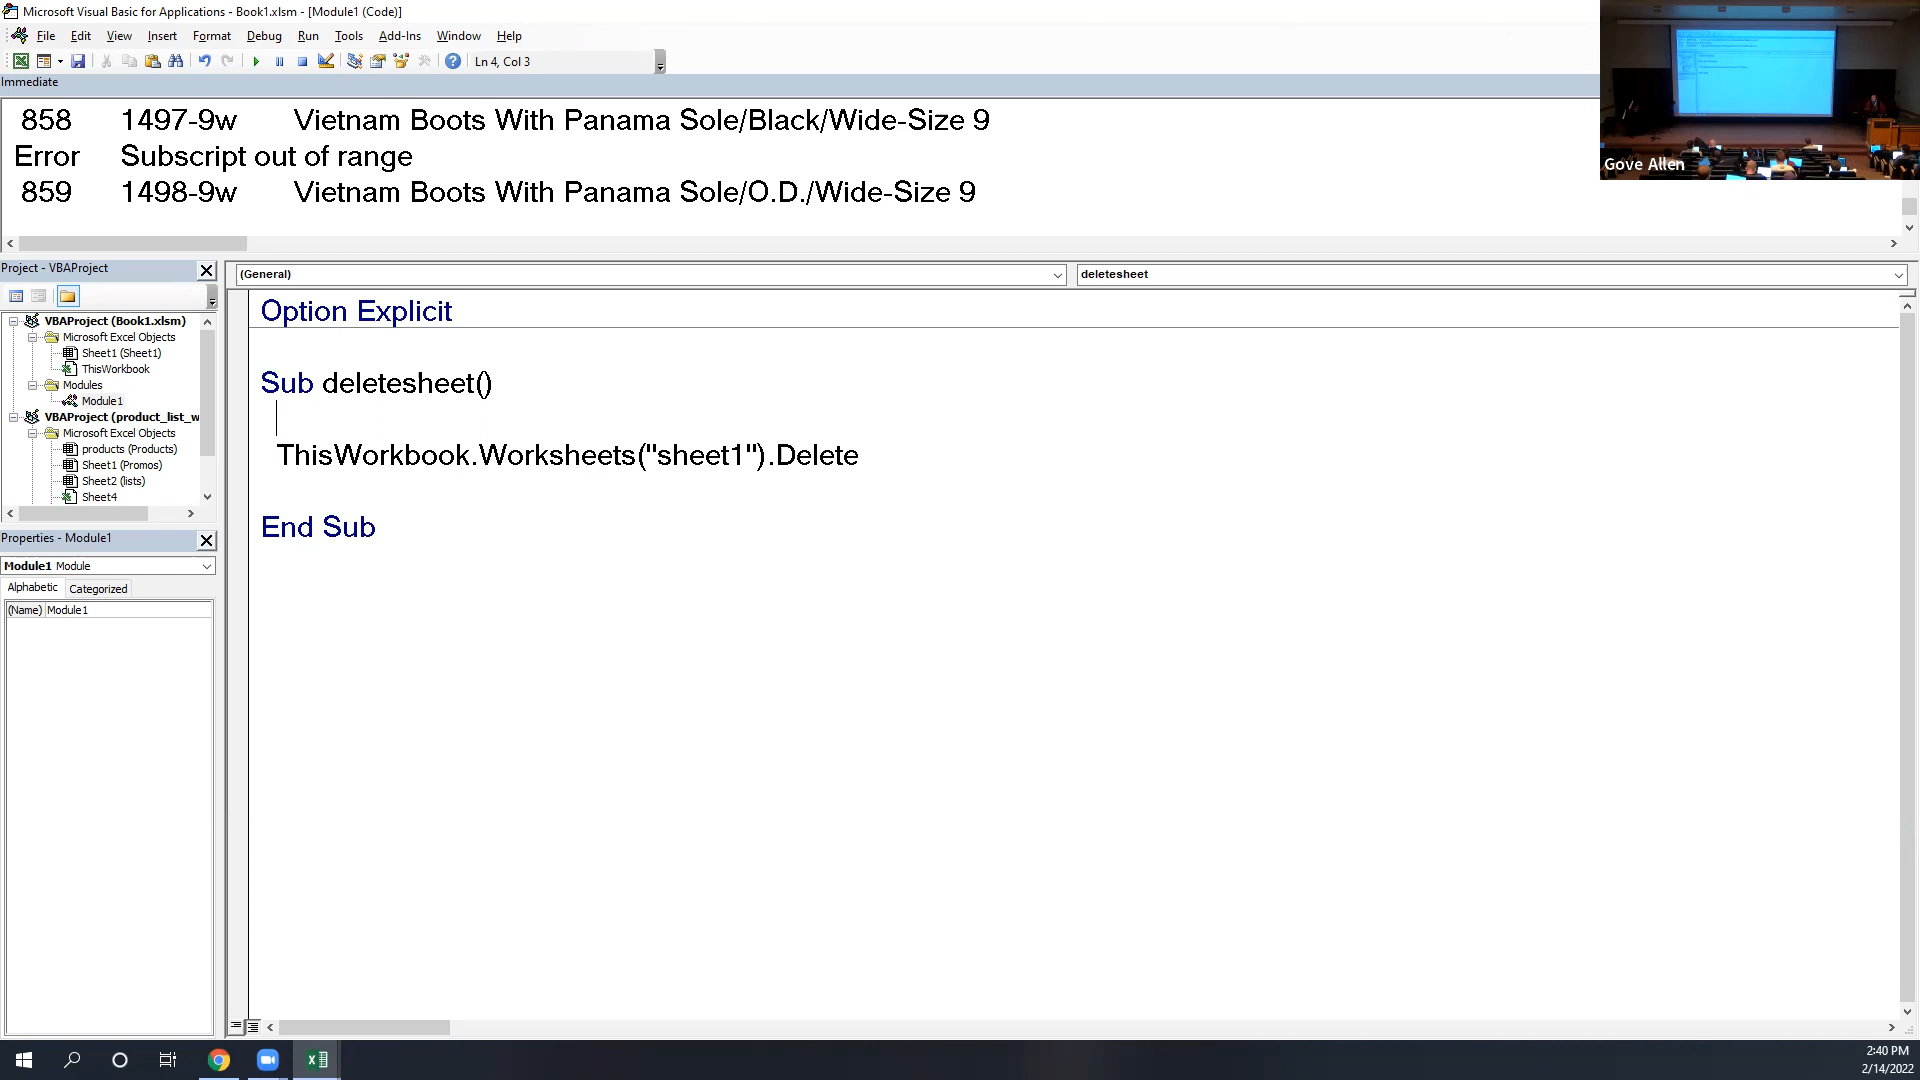 Microsoft Visual Basic for Applications - Book1.xlsm - [Module1 (Code)]
File Edit View Insert Format Debug Run Tools Add-Ins Window Help
Ln 4, Col 3
Immediate
858 1497-9w Vietnam Boots With Panama Sole/Black/Wide-Size 9
Error Subscript out of range
859 1498-9w Vietnam Boots With Panama Sole/O.D./Wide-Size 9
Gove Allen
Project - VBAProject
VBAProject (Book1.xlsm)
Microsoft Excel Objects
Sheet1 (Sheet1)
ThisWorkbook
Modules
Module1
VBAProject (product_list_w
Microsoft Excel Objects
products (Products)
Sheet1 (Promos)
Sheet2 (lists)
Sheet4
Properties - Module1
Module1 Module
Alphabetic Categorized
(Name) Module1
(General) deletesheet
Option Explicit
Sub deletesheet()
ThisWorkbook.Worksheets("sheet1").Delete
End Sub
2:40 PM
2/14/2022